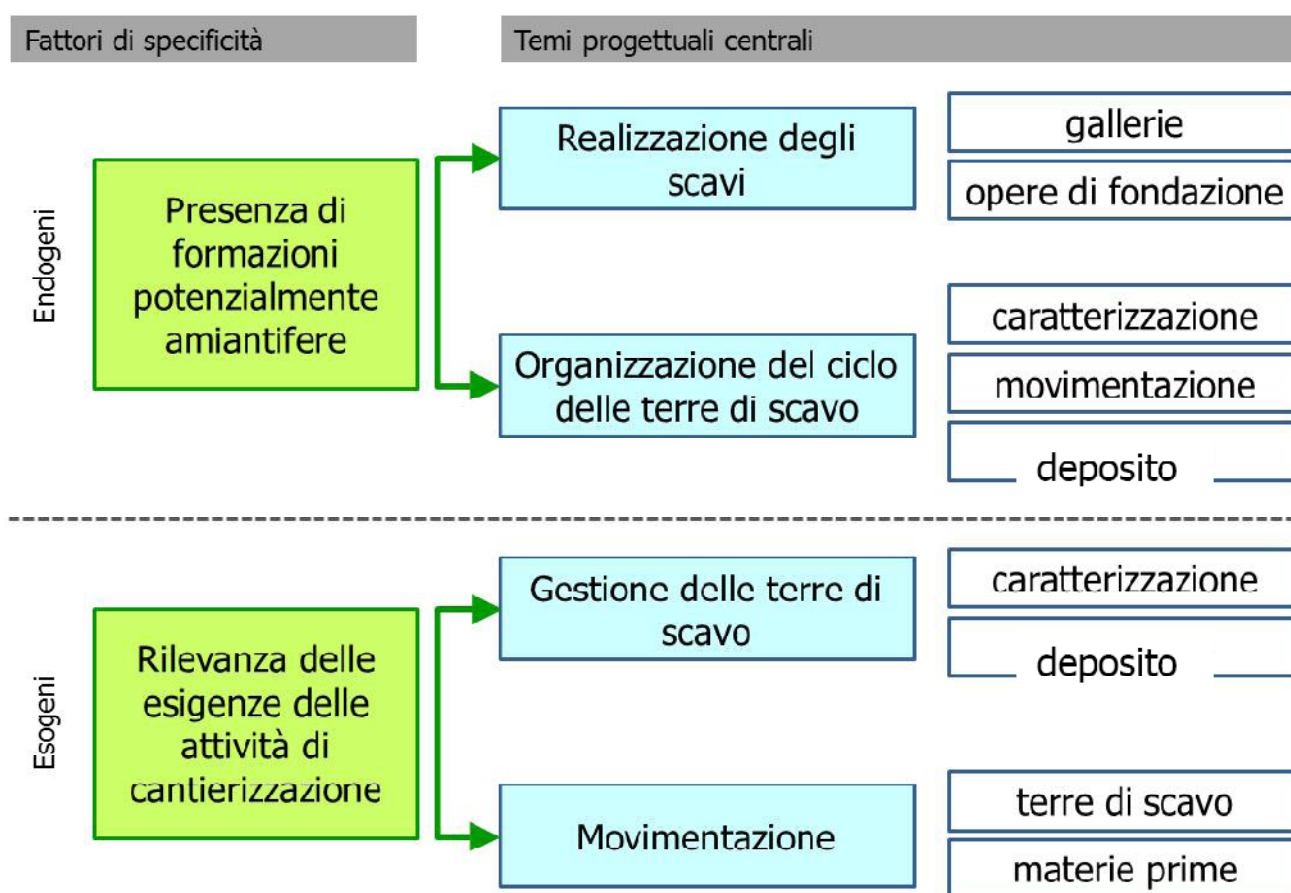 Fattori di specificità
Temi progettuali centrali
Endogeni
Presenza di
formazioni
potenzialmente
amiantifere
Realizzazione degli
scavi
gallerie
opere di fondazione
Organizzazione del ciclo
delle terre di scavo
caratterizzazione
movimentazione
deposito
Esogeni
Rilevanza delle
esigenze delle
attività di
cantierizzazione
Gestione delle terre di
scavo
caratterizzazione
deposito
Movimentazione
terre di scavo
materie prime